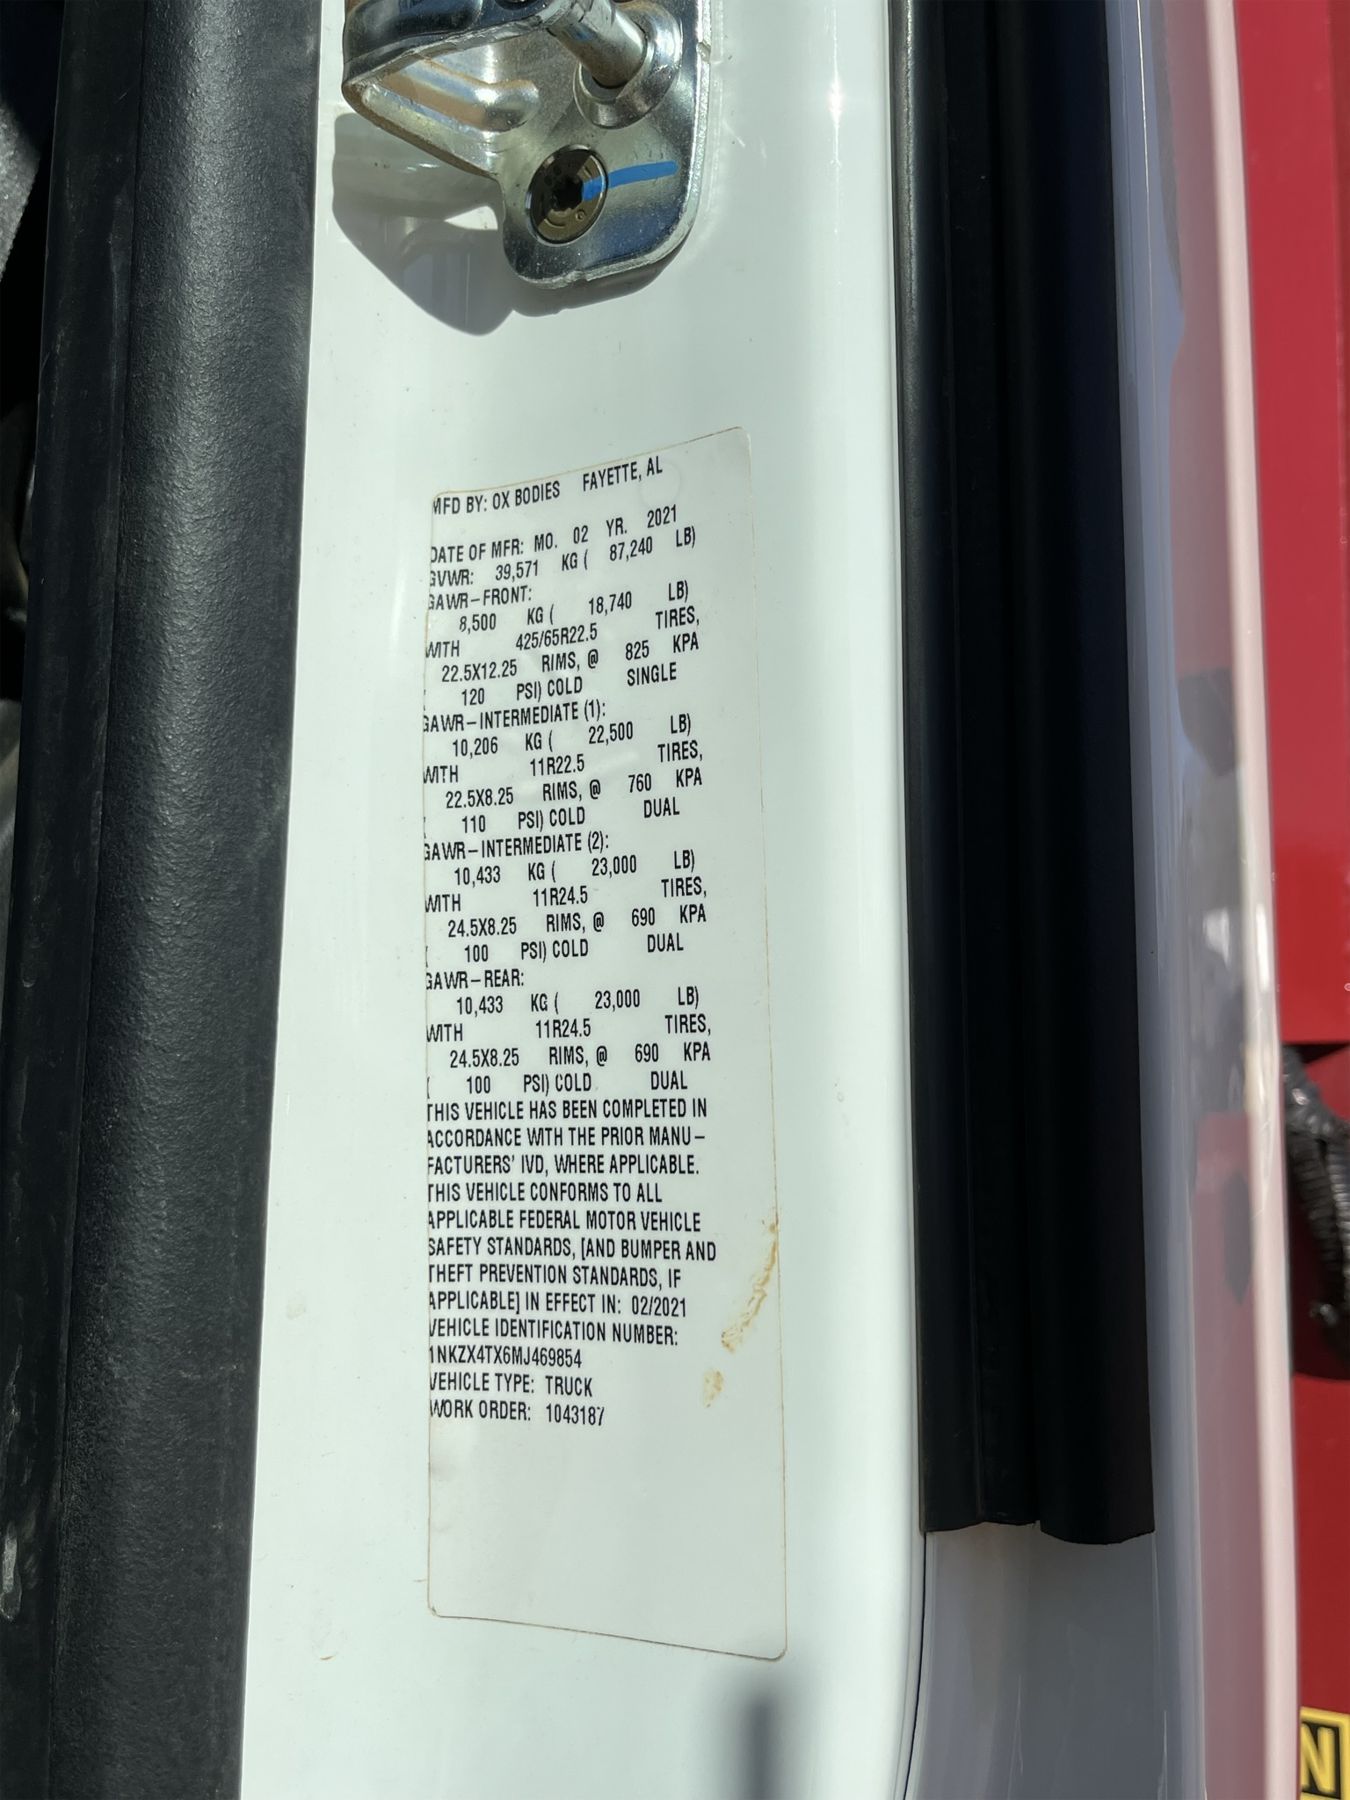 MFD BY: OX BODIES FAYETTE, AL
DATE OF MFR: MO. 02 YR. 2021
GVWR: 39,571 KG ( 87,240 LB)
GAWR-FRONT:
8,500 KG ( 18,740 LB)
WITH 425/65R22.5 TIRES,
22.5X12.25 RIMS, @ 825 KPA
( 120 PSI) COLD SINGLE
GAWR-INTERMEDIATE (1):
10,206 KG ( 22,500 LB)
WITH 11R22.5 TIRES,
22.5X8.25 RIMS, @ 760 KPA
( 110 PSI) COLD DUAL
GAWR-INTERMEDIATE (2):
10,433 KG ( 23,000 LB)
WITH 11R24.5 TIRES,
24.5X8.25 RIMS, @ 690 KPA
( 100 PSI) COLD DUAL
GAWR-REAR:
10,433 KG ( 23,000 LB)
WITH 11R24.5 TIRES,
24.5X8.25 RIMS, @ 690 KPA
( 100 PSI) COLD DUAL
THIS VEHICLE HAS BEEN COMPLETED IN
ACCORDANCE WITH THE PRIOR MANU-
FACTURERS' IVD, WHERE APPLICABLE.
THIS VEHICLE CONFORMS TO ALL
APPLICABLE FEDERAL MOTOR VEHICLE
SAFETY STANDARDS, [AND BUMPER AND
THEFT PREVENTION STANDARDS, IF
APPLICABLE] IN EFFECT IN: 02/2021
VEHICLE IDENTIFICATION NUMBER:
1NKZX4TX6MJ469854
VEHICLE TYPE: TRUCK
WORK ORDER: 1043187
N